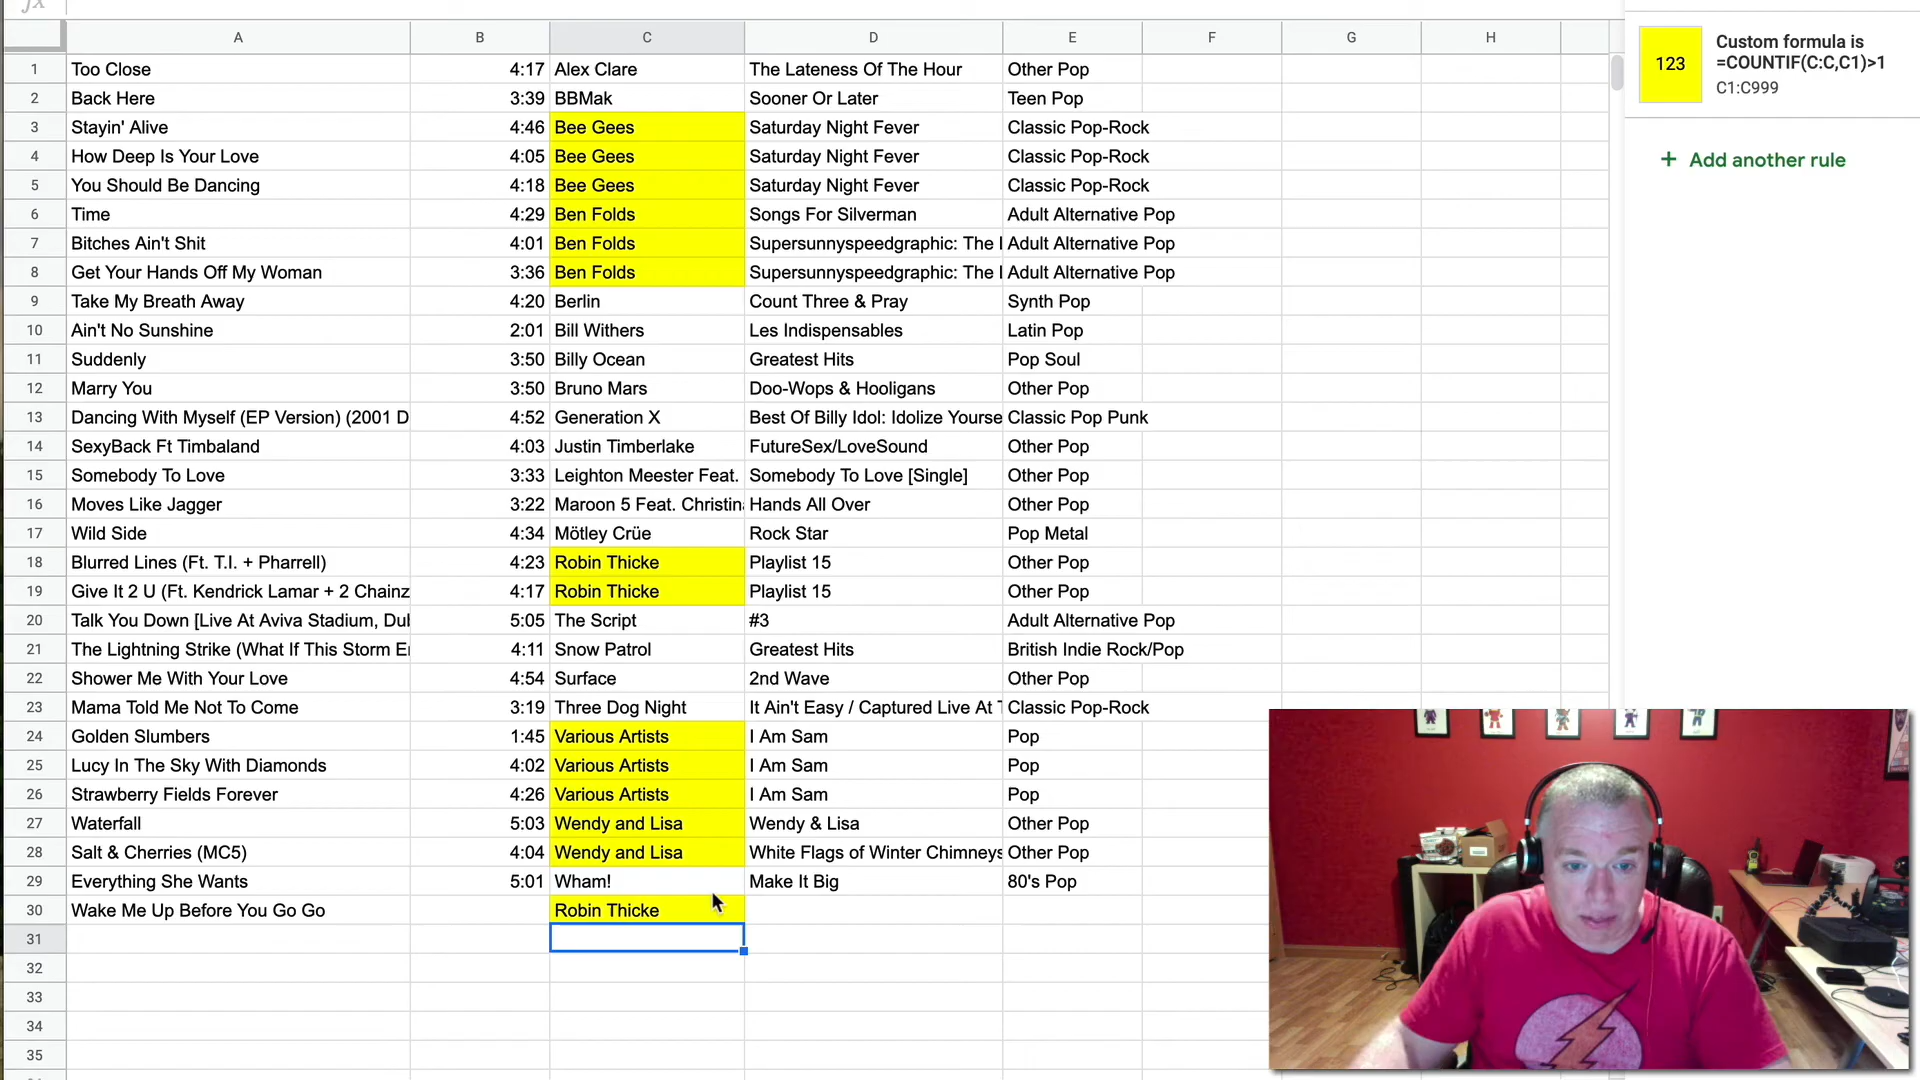 fx
A B C D E F G H
1 Too Close 4:17 Alex Clare The Lateness Of The Hour Other Pop
2 Back Here 3:39 BBMak Sooner Or Later Teen Pop
3 Stayin' Alive 4:46 Bee Gees Saturday Night Fever Classic Pop-Rock
4 How Deep Is Your Love 4:05 Bee Gees Saturday Night Fever Classic Pop-Rock
5 You Should Be Dancing 4:18 Bee Gees Saturday Night Fever Classic Pop-Rock
6 Time 4:29 Ben Folds Songs For Silverman Adult Alternative Pop
7 Bitches Ain't Shit 4:01 Ben Folds Supersunnyspeedgraphic: The Adult Alternative Pop
8 Get Your Hands Off My Woman 3:36 Ben Folds Supersunnyspeedgraphic: The Adult Alternative Pop
9 Take My Breath Away 4:20 Berlin Count Three & Pray Synth Pop
10 Ain't No Sunshine 2:01 Bill Withers Les Indispensables Latin Pop
11 Suddenly 3:50 Billy Ocean Greatest Hits Pop Soul
12 Marry You 3:50 Bruno Mars Doo-Wops & Hooligans Other Pop
13 Dancing With Myself (EP Version) (2001 D 4:52 Generation X Best Of Billy Idol: Idolize Yourse Classic Pop Punk
14 SexyBack Ft Timbaland 4:03 Justin Timberlake FutureSex/LoveSound Other Pop
15 Somebody To Love 3:33 Leighton Meester Feat. Somebody To Love [Single] Other Pop
16 Moves Like Jagger 3:22 Maroon 5 Feat. Christin Hands All Over Other Pop
17 Wild Side 4:34 Mötley Crüe Rock Star Pop Metal
18 Blurred Lines (Ft. T.I. + Pharrell) 4:23 Robin Thicke Playlist 15 Other Pop
19 Give It 2 U (Ft. Kendrick Lamar + 2 Chainz 4:17 Robin Thicke Playlist 15 Other Pop
20 Talk You Down [Live At Aviva Stadium, Dul 5:05 The Script #3 Adult Alternative Pop
21 The Lightning Strike (What If This Storm E 4:11 Snow Patrol Greatest Hits British Indie Rock/Pop
22 Shower Me With Your Love 4:54 Surface 2nd Wave Other Pop
23 Mama Told Me Not To Come 3:19 Three Dog Night It Ain't Easy / Captured Live At Classic Pop-Rock
24 Golden Slumbers 1:45 Various Artists I Am Sam Pop
25 Lucy In The Sky With Diamonds 4:02 Various Artists I Am Sam Pop
26 Strawberry Fields Forever 4:26 Various Artists I Am Sam Pop
27 Waterfall 5:03 Wendy and Lisa Wendy & Lisa Other Pop
28 Salt & Cherries (MC5) 4:04 Wendy and Lisa White Flags of Winter Chimneys Other Pop
29 Everything She Wants 5:01 Wham! Make It Big 80's Pop
30 Wake Me Up Before You Go Go Robin Thicke
31
32
33
34
35
123
Custom formula is
=COUNTIF(C:C,C1)>1
C1:C999
+ Add another rule